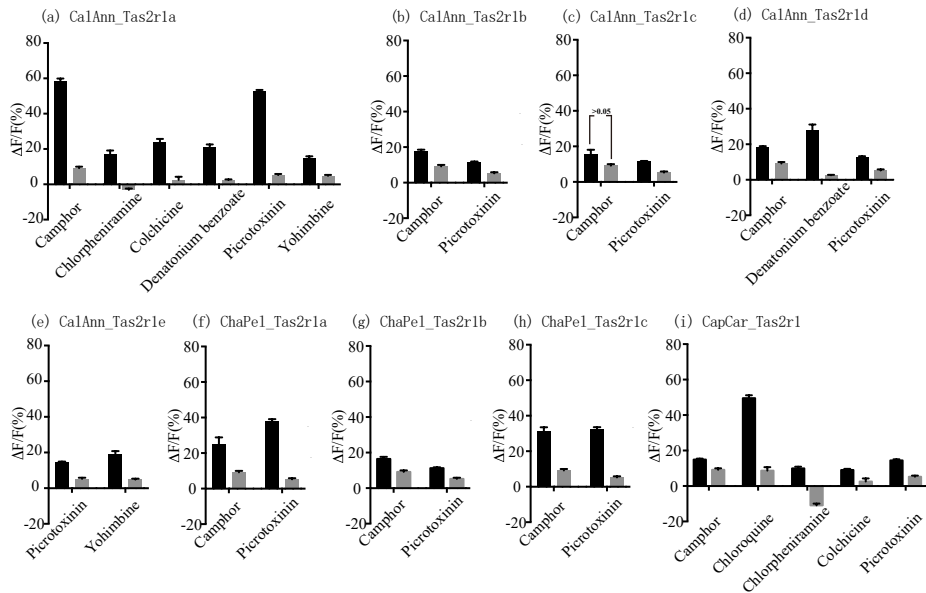 (a) CalAnn_Tas2r1a
(b) CalAnn_Tas2r1b
(c) CalAnn_Tas2r1c
(d) CalAnn_Tas2r1d
ΔF/F(%)
80
60
40
20
0
-20
Camphor
Chlorpheniramine
Colchicine
Denatonium benzoate
Picrotoxinin
Yohimbine
ΔF/F(%)
80
60
40
20
0
-20
Camphor
Picrotoxinin
ΔF/F(%)
80
60
40
20
0
-20
>0.05
Camphor
Picrotoxinin
ΔF/F(%)
80
60
40
20
0
-20
Camphor
Denatonium benzoate
Picrotoxinin
(e) CalAnn_Tas2r1e
(f) ChaPel_Tas2r1a
(g) ChaPel_Tas2r1b
(h) ChaPel_Tas2r1c
(i) CapCar_Tas2r1
ΔF/F(%)
80
60
40
20
0
-20
Picrotoxinin
Yohimbine
ΔF/F(%)
80
60
40
20
0
-20
Camphor
Picrotoxinin
ΔF/F(%)
80
60
40
20
0
-20
Camphor
Picrotoxinin
ΔF/F(%)
80
60
40
20
0
-20
Camphor
Picrotoxinin
ΔF/F(%)
80
60
40
20
0
-20
Camphor
Chloroquine
Chlorpheniramine
Colchicine
Picrotoxinin